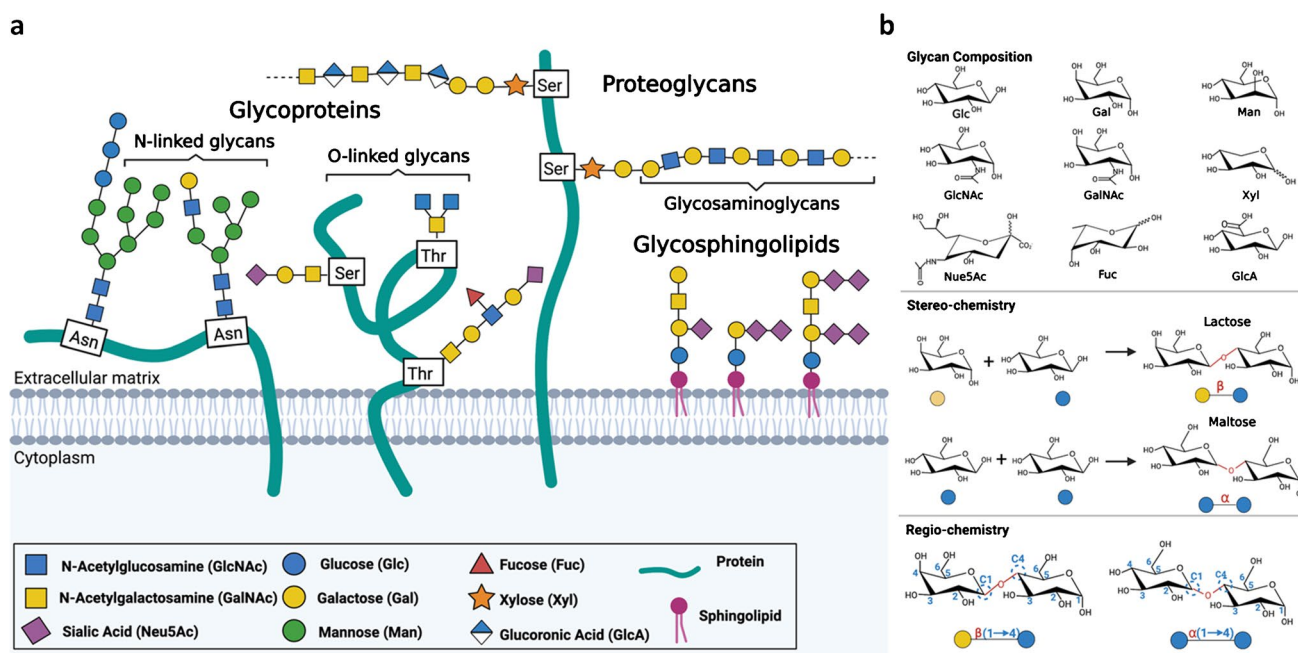 a
Glycoproteins
N-linked glycans
O-linked glycans
Proteoglycans
Ser
Ser
Glycosaminoglycans
Glycosphingolipids
Thr
Ser
Asn
Asn
Thr
Extracellular matrix
Cytoplasm
N-Acetylglucosamine (GlcNAc)
Glucose (Glc)
Fucose (Fuc)
Protein
N-Acetylgalactosamine (GalNAc)
Galactose (Gal)
Xylose (Xyl)
Sphingolipid
Sialic Acid (Neu5Ac)
Mannose (Man)
Glucoronic Acid (GlcA)
b
Glycan Composition
Glc
Gal
Man
GlcNAc
GalNAc
Xyl
Nue5Ac
Fuc
GlcA
Stereo-chemistry
+
Lactose
β
+
Maltose
α
Regio-chemistry
β(1→4)
α(1→4)